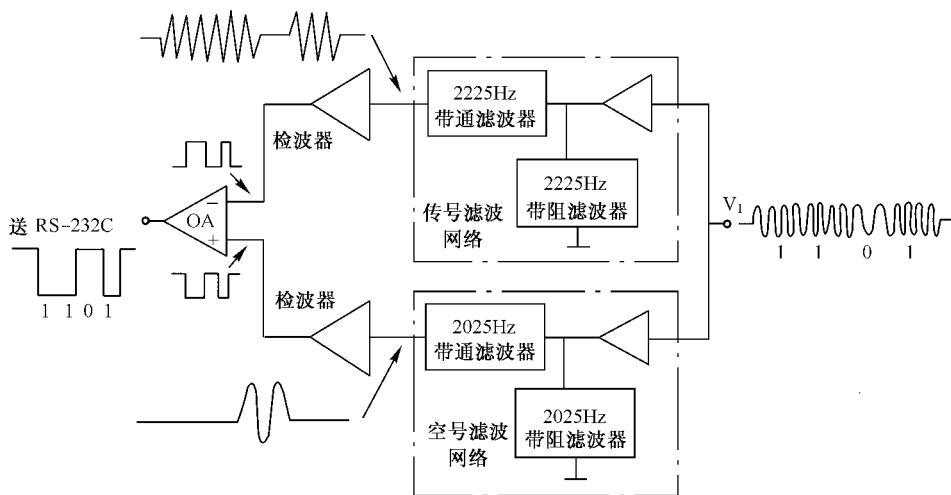 2225Hz
带通滤波器
检波器
2225Hz
带阻滤波器
传号滤波
网络
V₁
1 1 0 1
−
OA
+
送 RS-232C
1 1 0 1
检波器
2025Hz
带通滤波器
2025Hz
带阻滤波器
空号滤波
网络